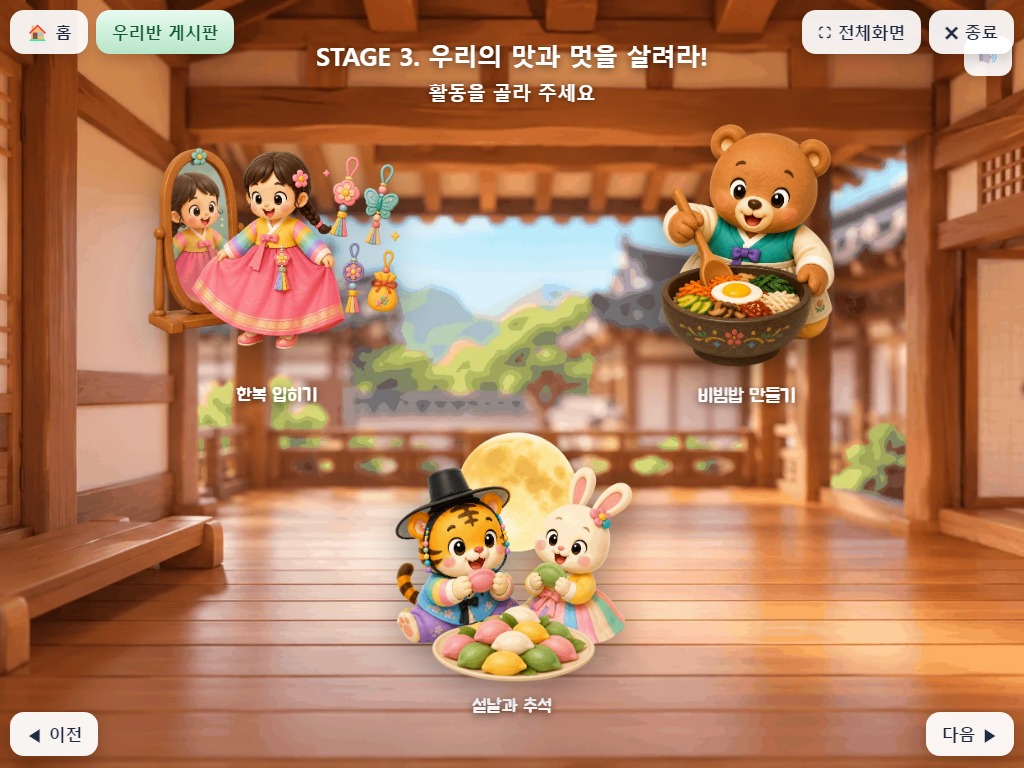 홈
우리반 게시판
전체화면
종료
STAGE 3. 우리의 맛과 멋을 살려라!
활동을 골라 주세요
한복 입히기
비빔밥 만들기
설날과 추석
이전
다음